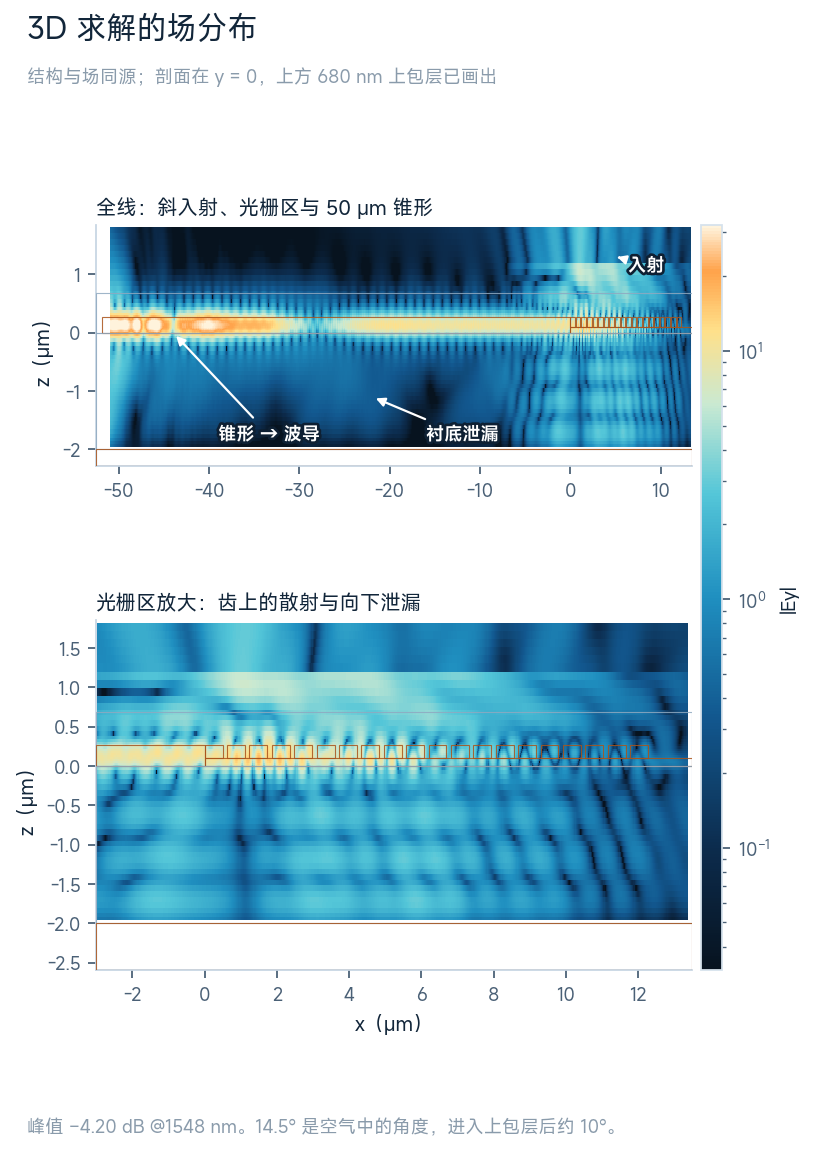 3D 求解的场分布
结构与场同源；剖面在 y = 0，上方 680 nm 上包层已画出
全线：斜入射、光栅区与 50 µm 锥形
入射
锥形 → 波导
衬底泄漏
z (µm)
1
0
-1
-2
-50
-40
-30
-20
-10
0
10
光栅区放大：齿上的散射与向下泄漏
z (µm)
1.5
1.0
0.5
0.0
-0.5
-1.0
-1.5
-2.0
-2.5
-2
0
2
4
6
8
10
12
x (µm)
10¹
10⁰
10⁻¹
|Ey|
峰值 −4.20 dB @1548 nm。14.5° 是空气中的角度，进入上包层后约 10°。